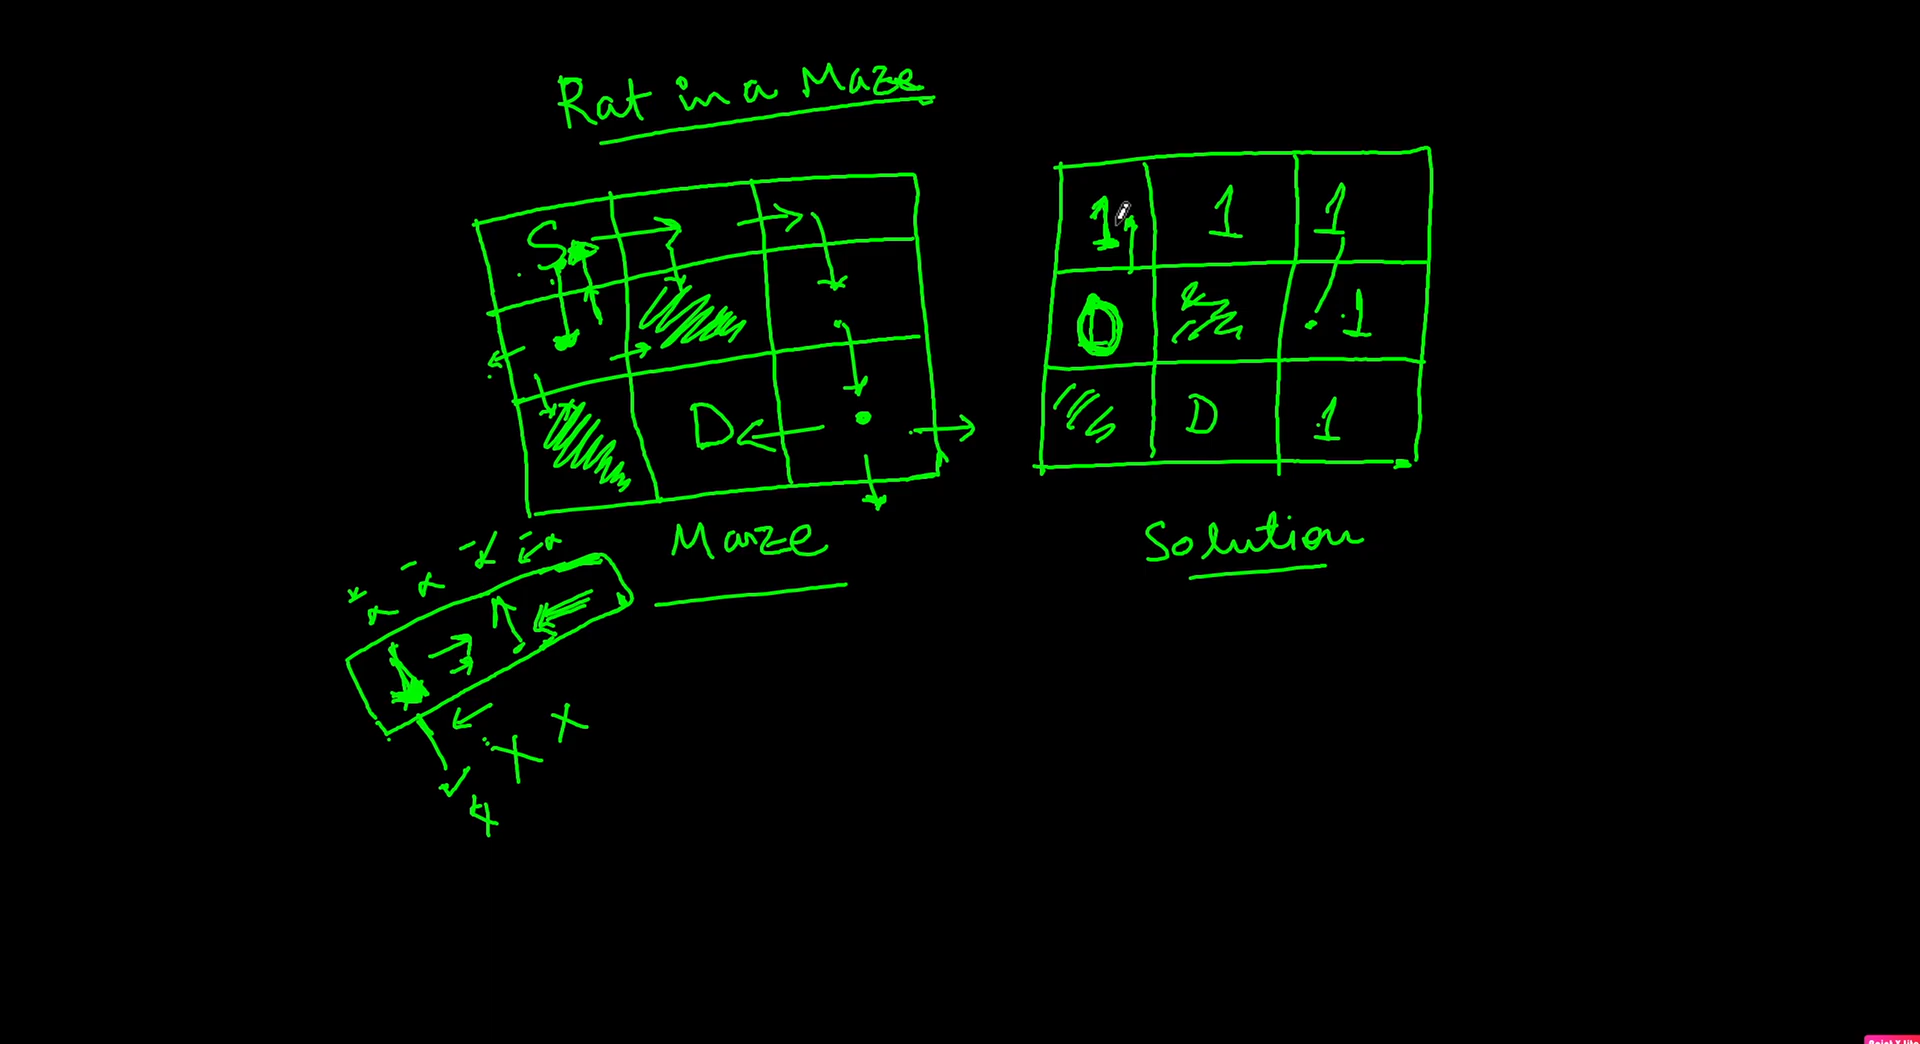 Rat in a Maze
S
D
1 1 1
0 1
D 1
Maze
Solution
X X